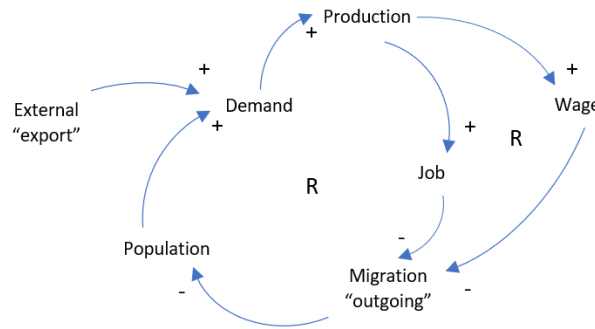 Production
+
+
+
Demand
External
"export"
+
Wage
+
R
Job
R
Population
-
Migration
"outgoing"
-
-